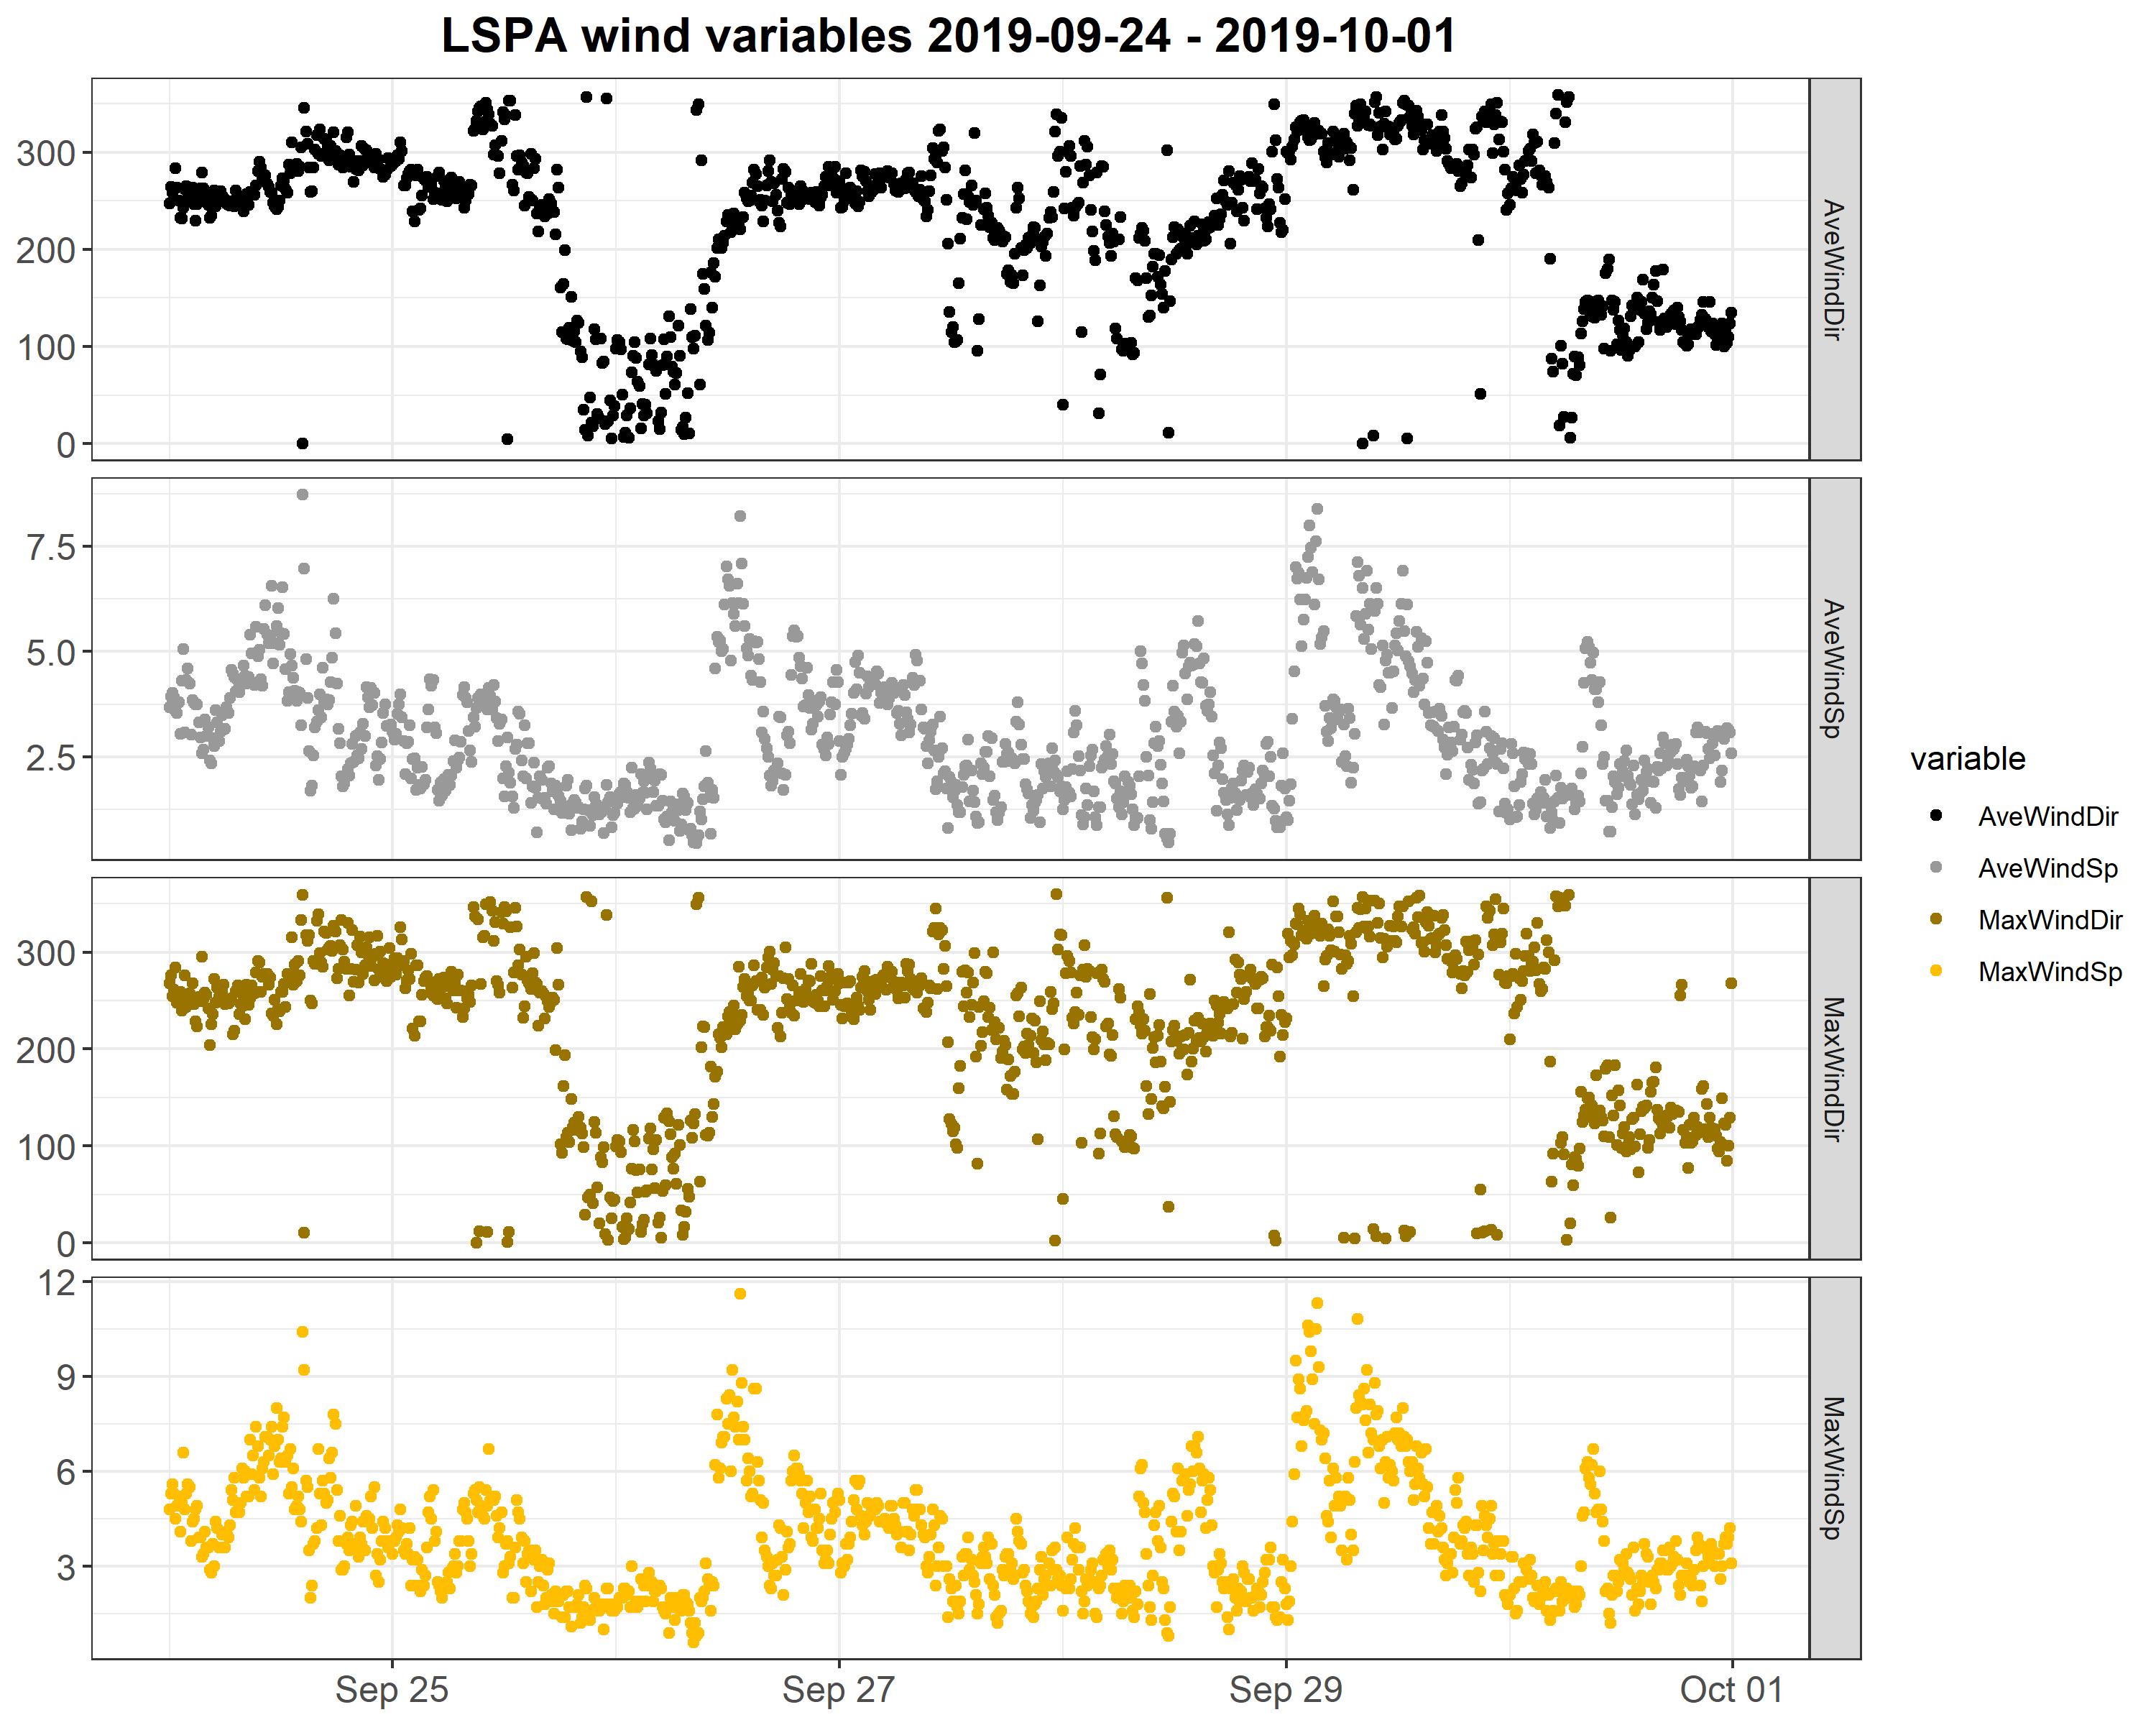 LSPA wind variables 2019-09-24 - 2019-10-01
300
200
100
0
AveWindDir
7.5
5.0
2.5
AveWindSp
300
200
100
0
MaxWindDir
12
9
6
3
MaxWindSp
Sep 25
Sep 27
Sep 29
Oct 01
variable
AveWindDir
AveWindSp
MaxWindDir
MaxWindSp